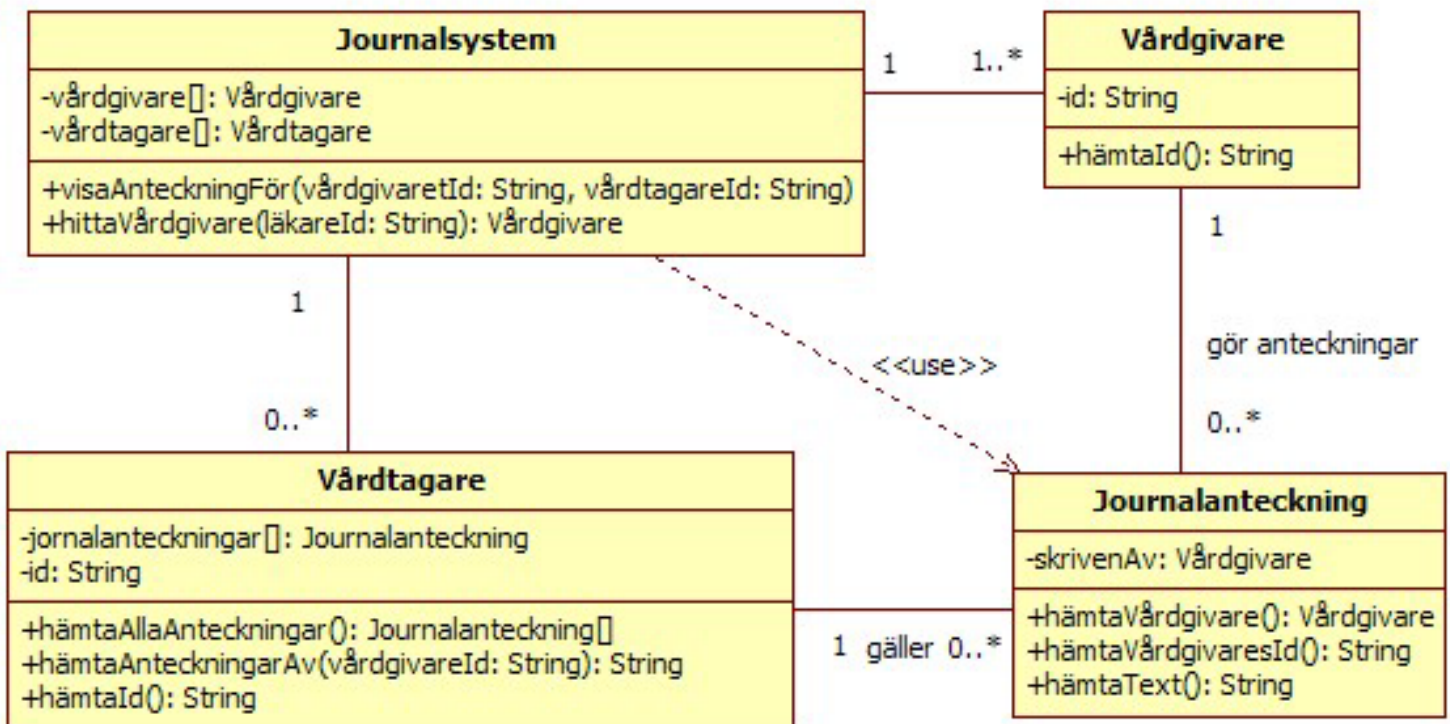 Journalsystem
-vårdgivare[]: Vårdgivare
-vårdtagare[]: Vårdtagare
+visaAnteckningFör(vårdgivaretId: String, vårdtagareId: String)
+hittaVårdgivare(läkareId: String): Vårdgivare
1
1..*
Vårdgivare
-id: String
+hämtaId(): String
1
gör anteckningar
0..*
1
0..*
<<use>>
Vårdtagare
-jornalanteckningar[]: Journalanteckning
-id: String
+hämtaAllaAnteckningar(): Journalanteckning[]
+hämtaAnteckningarAv(vårdgivareId: String): String
+hämtaId(): String
1 gäller 0..*
Journalanteckning
-skrivenAv: Vårdgivare
+hämtaVårdgivare(): Vårdgivare
+hämtaVårdgivaresId(): String
+hämtaText(): String